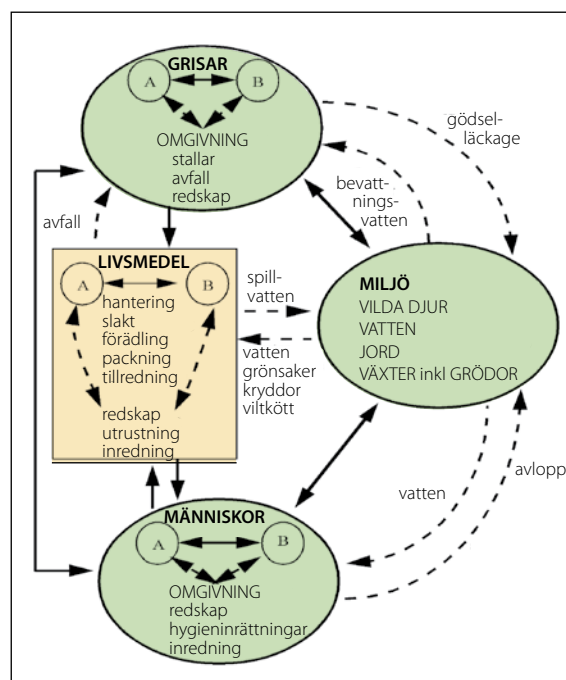 GRISAR
A B
OMGIVNING
stallar
avfall
redskap
gödsel-
läckage
bevatt-
nings-
vatten
avfall
LIVSMEDEL
A B
hantering
slakt
förädling
packning
tillredning
redskap
utrustning
inredning
spill-
vatten
vatten
grönsaker
kryddor
viltkött
MILJÖ
VILDA DJUR
VATTEN
JORD
VÄXTER inkl GRÖDOR
vatten
avlopp
MÄNNISKOR
A B
OMGIVNING
redskap
hygieninrättningar
inredning